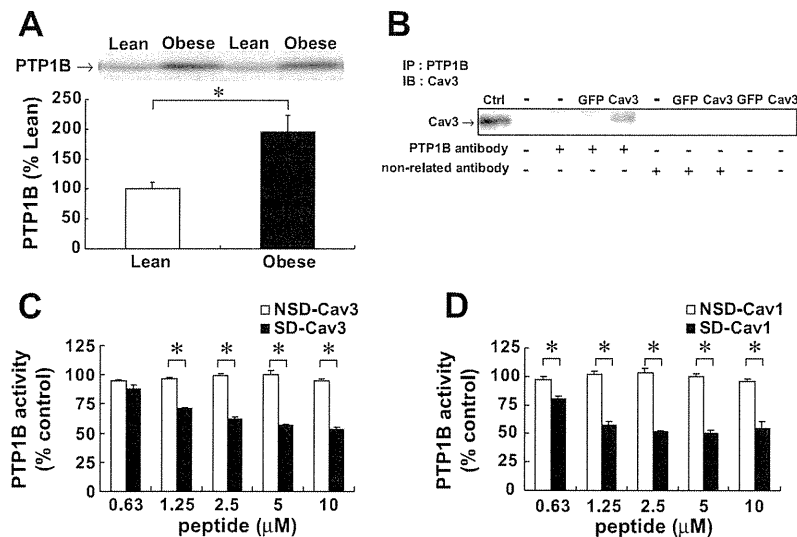 A
Lean Obese Lean Obese
PTP1B →
*
PTP1B (% Lean)
250
200
150
100
50
0
Lean Obese
B
IP : PTP1B
IB : Cav3
Ctrl - - GFP Cav3 - GFP Cav3 GFP Cav3
Cav3 →
PTP1B antibody - + + + - - - - -
non-related antibody - - - - + + + - -
C
NSD-Cav3
SD-Cav3
* * * *
PTP1B activity
(% control)
125
100
75
50
25
0
0.63 1.25 2.5 5 10
peptide (μM)
D
NSD-Cav1
SD-Cav1
* * * * *
PTP1B activity
(% control)
125
100
75
50
25
0
0.63 1.25 2.5 5 10
peptide (μM)